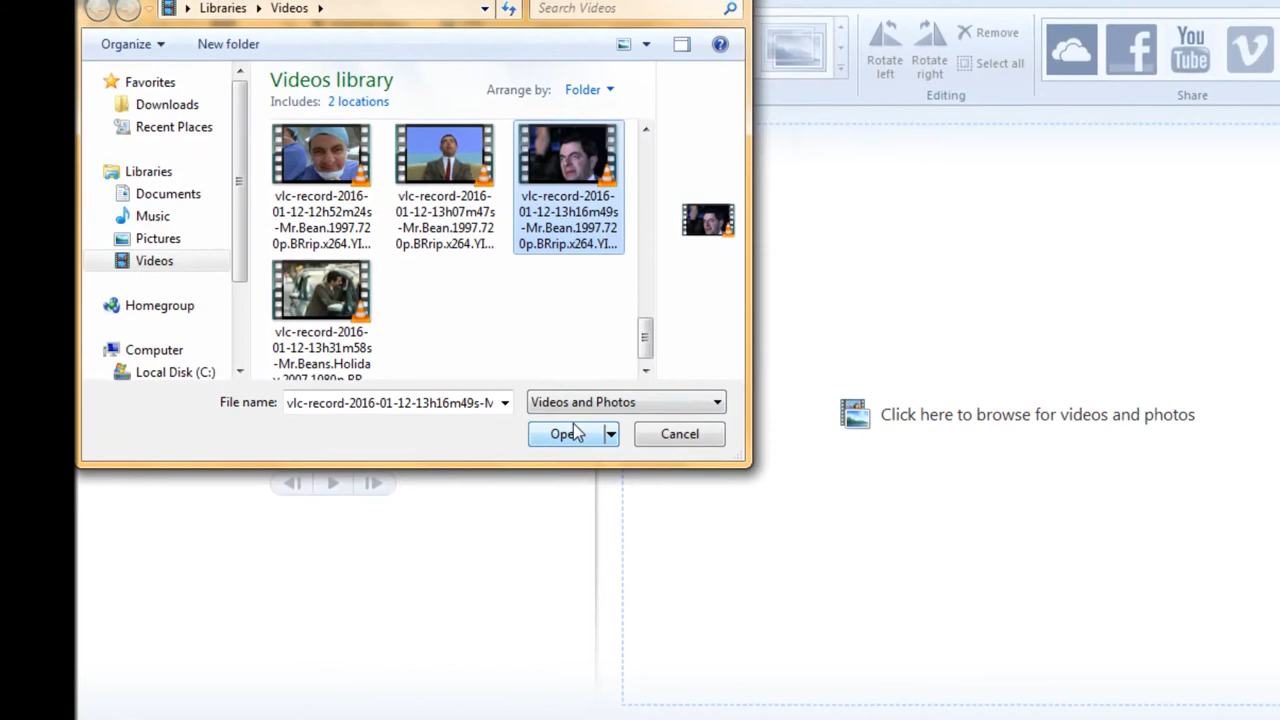 Libraries
Videos
Search Videos
Organize
New folder
Favorites
Downloads
Recent Places
Libraries
Documents
Music
Pictures
Videos
Homegroup
Computer
Local Disk (C:)
Videos library
Includes: 2 locations
Arrange by: Folder
vlc-record-2016-
01-12-12h52m24s
-Mr.Bean.1997.72
0p.BRrip.x264.YI...
vlc-record-2016-
01-12-13h07m47s
-Mr.Bean.1997.72
0p.BRrip.x264.YI...
vlc-record-2016-
01-12-13h16m49s
-Mr.Bean.1997.72
0p.BRrip.x264.YI...
vlc-record-2016-
01-12-13h31m58s
-Mr.Beans.Holida
y.2007.1080p.BR
File name:
vlc-record-2016-01-12-13h16m49s-M
Videos and Photos
Open
Cancel
Rotate
left
Rotate
right
Remove
Select all
Editing
f
You
Tube
V
Share
Click here to browse for videos and photos